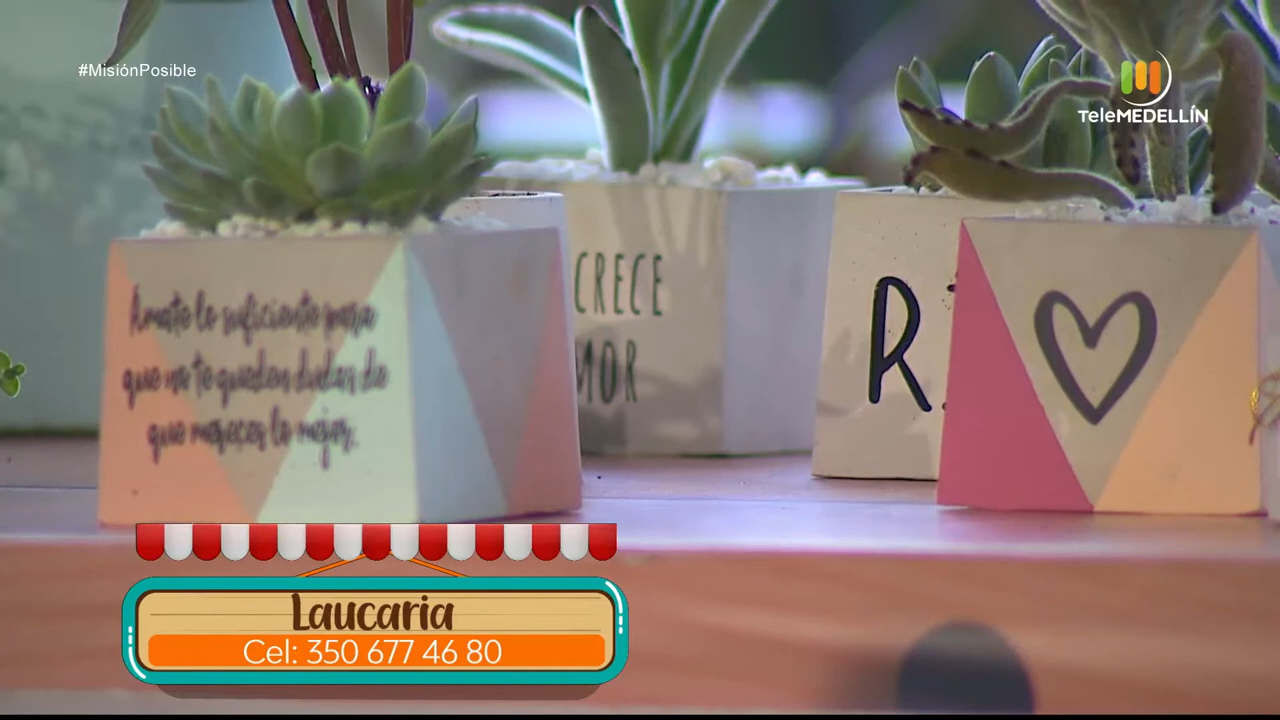 #MisiónPosible
TeleMEDELLÍN
Ámate lo suficiente para
que no te queden dudas de
que mereces lo mejor.
CRECE
MOR
R
Laucaria
Cel: 350 677 46 80